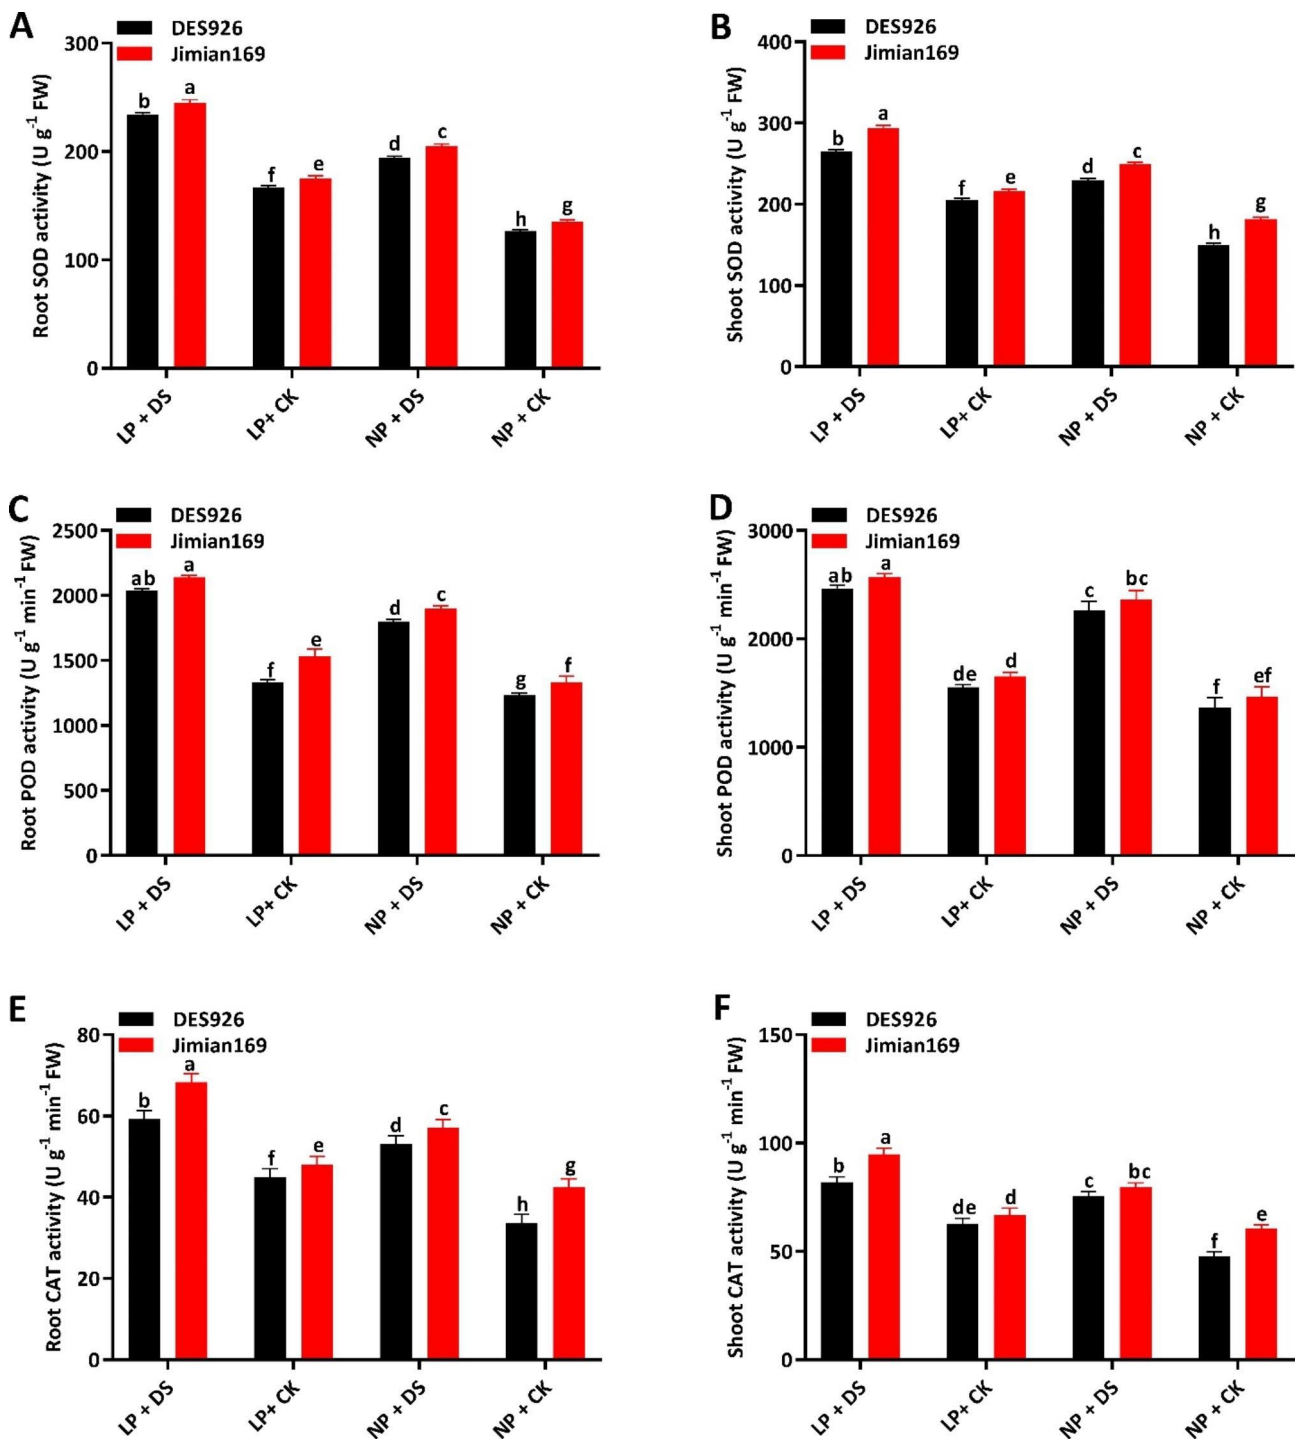 A
DES926
Jimian169
Root SOD activity (U g⁻¹ FW)
300
200
100
0
b a
f e
d c
h g
LP + DS
LP+ CK
NP + DS
NP + CK
B
DES926
Jimian169
Shoot SOD activity (U g⁻¹ FW)
400
300
200
100
0
b a
f e
d c
h g
LP + DS
LP+ CK
NP + DS
NP + CK
C
DES926
Jimian169
Root POD activity (U g⁻¹ min⁻¹ FW)
2500
2000
1500
1000
500
0
ab a
f e
d c
g f
LP + DS
LP+ CK
NP + DS
NP + CK
D
DES926
Jimian169
Shoot POD activity (U g⁻¹ min⁻¹ FW)
3000
2000
1000
0
ab a
de d
c bc
f ef
LP + DS
LP+ CK
NP + DS
NP + CK
E
DES926
Jimian169
Root CAT activity (U g⁻¹ min⁻¹ FW)
80
60
40
20
0
b a
f e
d c
h g
LP + DS
LP+ CK
NP + DS
NP + CK
F
DES926
Jimian169
Shoot CAT activity (U g⁻¹ min⁻¹ FW)
150
100
50
0
b a
de d
c bc
f e
LP + DS
LP+ CK
NP + DS
NP + CK